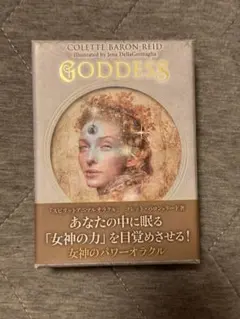 COLETTE BARON-REID
Illustrated by Jena DellaGrottaglia
GODDESS
あなたの中に眠る
「女神の力」を目覚めさせる!
女神のパワーオラクル